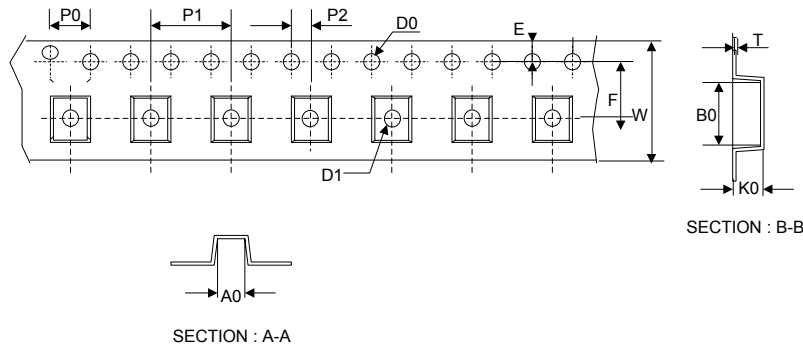 P0
P1
P2
D0
E
F
W
D1
T
B0
K0
SECTION : B-B
A0
SECTION : A-A